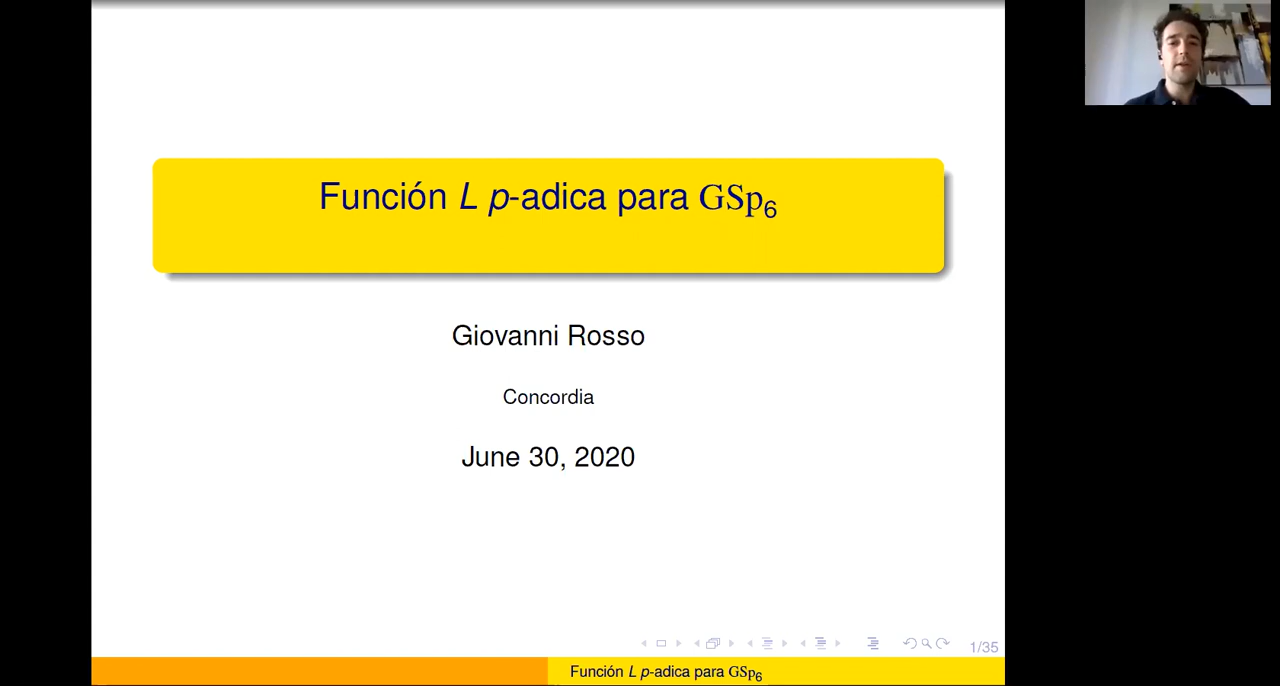 Función L p-adica para GSp₆
Giovanni Rosso
Concordia
June 30, 2020
1/35
Función L p-adica para GSp₆